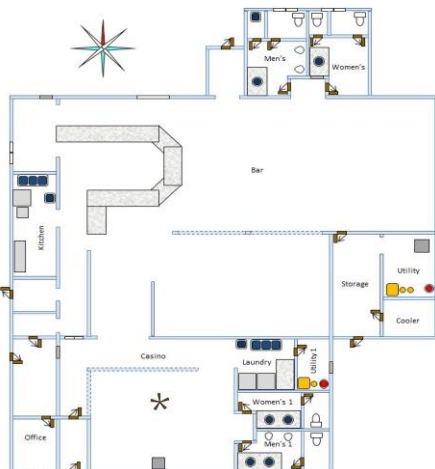 Men's
Women's
Bar
Kitchen
Storage
Utility
Cooler
Casino
Laundry
Utility 1
Women's 1
Office
Men's 1